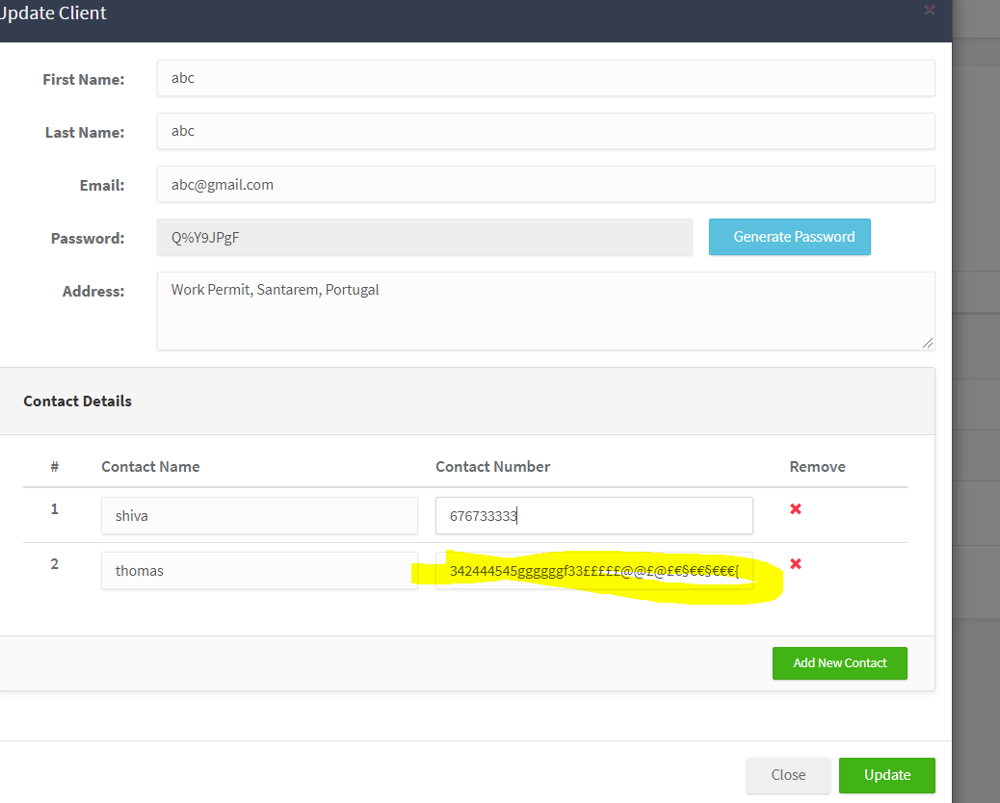 Update Client
First Name: abc
Last Name: abc
Email: abc@gmail.com
Password: Q%Y9JPgF Generate Password
Address: Work Permit, Santarem, Portugal
Contact Details
# Contact Name Contact Number Remove
1 shiva 676733333
2 thomas 342444545ggggggf33£££££@@£@£€§€€§€€€{
Add New Contact
Close Update